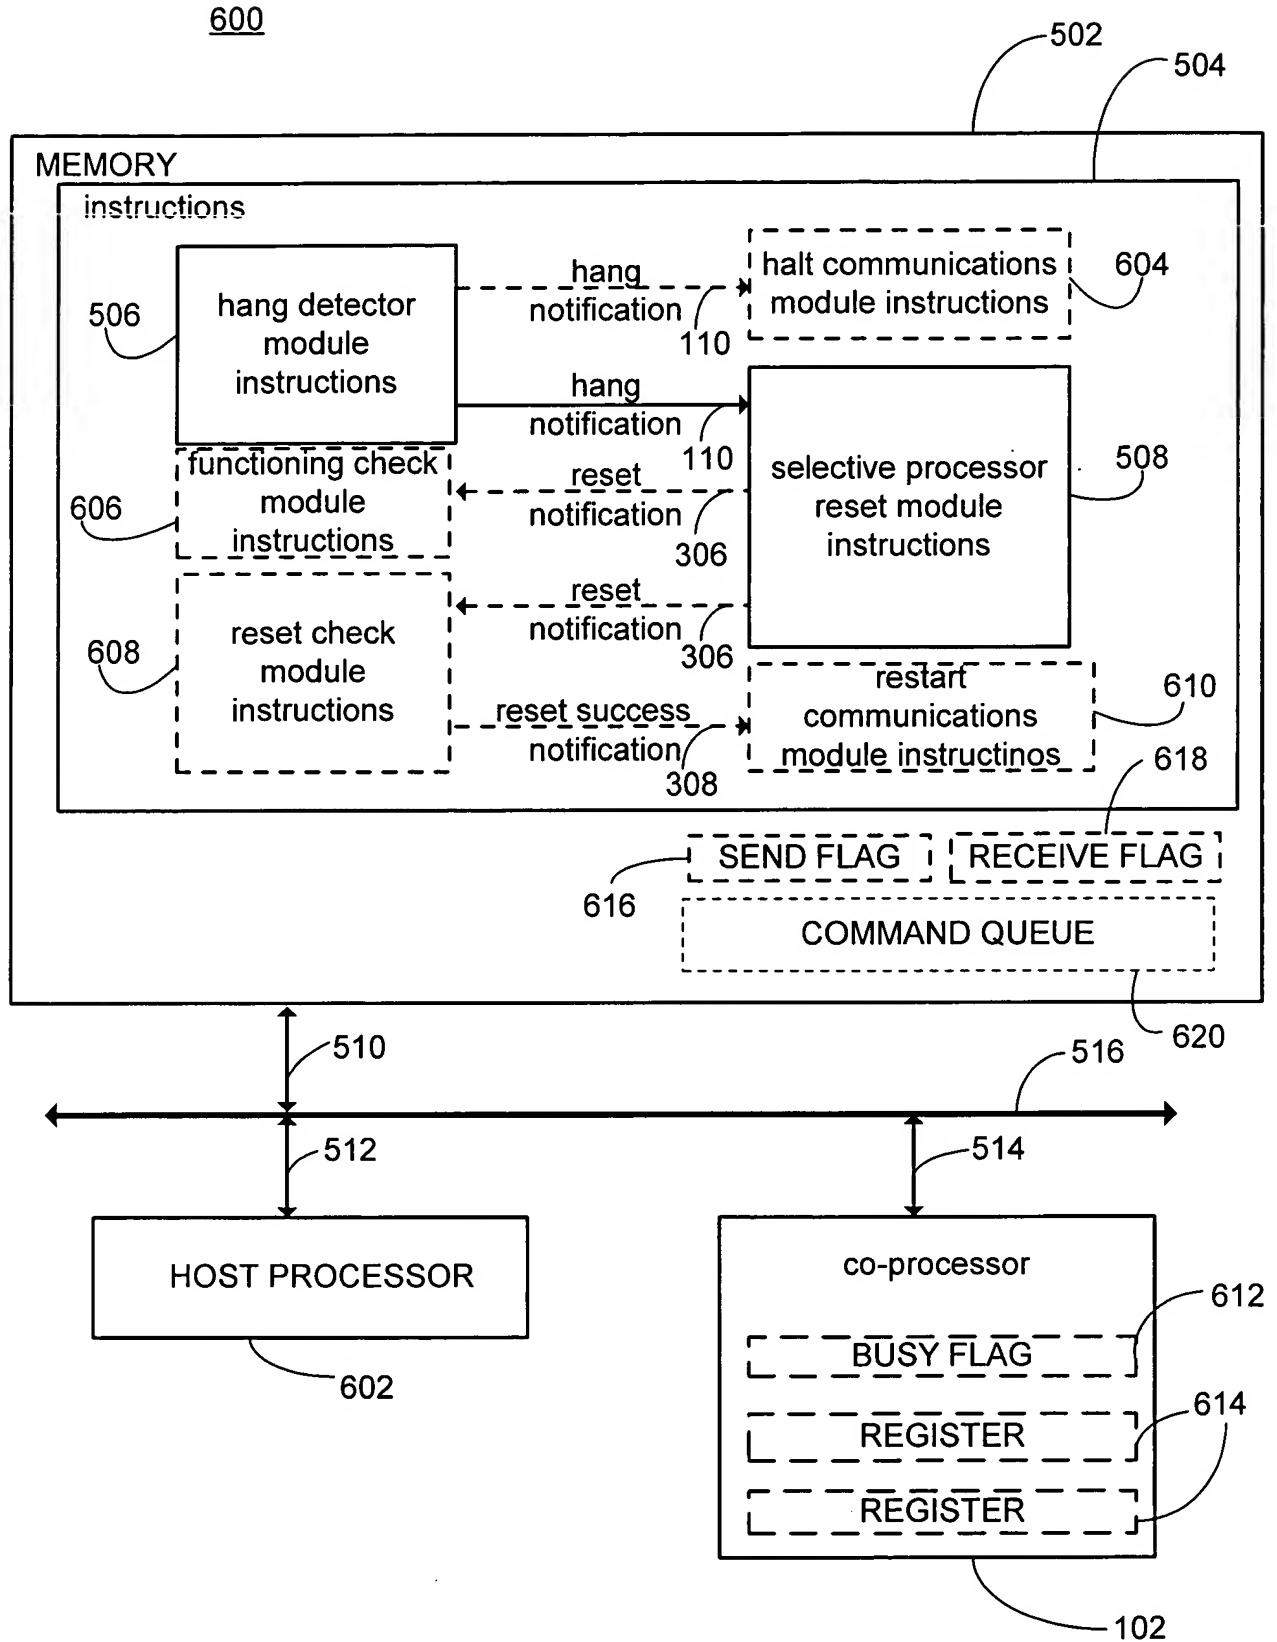 600
502
504
MEMORY
instructions
506
hang detector
module
instructions
hang
notification
110
halt communications
module instructions
604
hang
notification
110
selective processor
reset module
instructions
508
606
functioning check
module
instructions
reset
notification
306
608
reset check
module
instructions
reset
notification
306
reset success
notification
308
restart
communications
module instructinos
610
618
SEND FLAG
RECEIVE FLAG
616
COMMAND QUEUE
620
510
516
512
514
HOST PROCESSOR
602
co-processor
612
BUSY FLAG
614
REGISTER
REGISTER
102